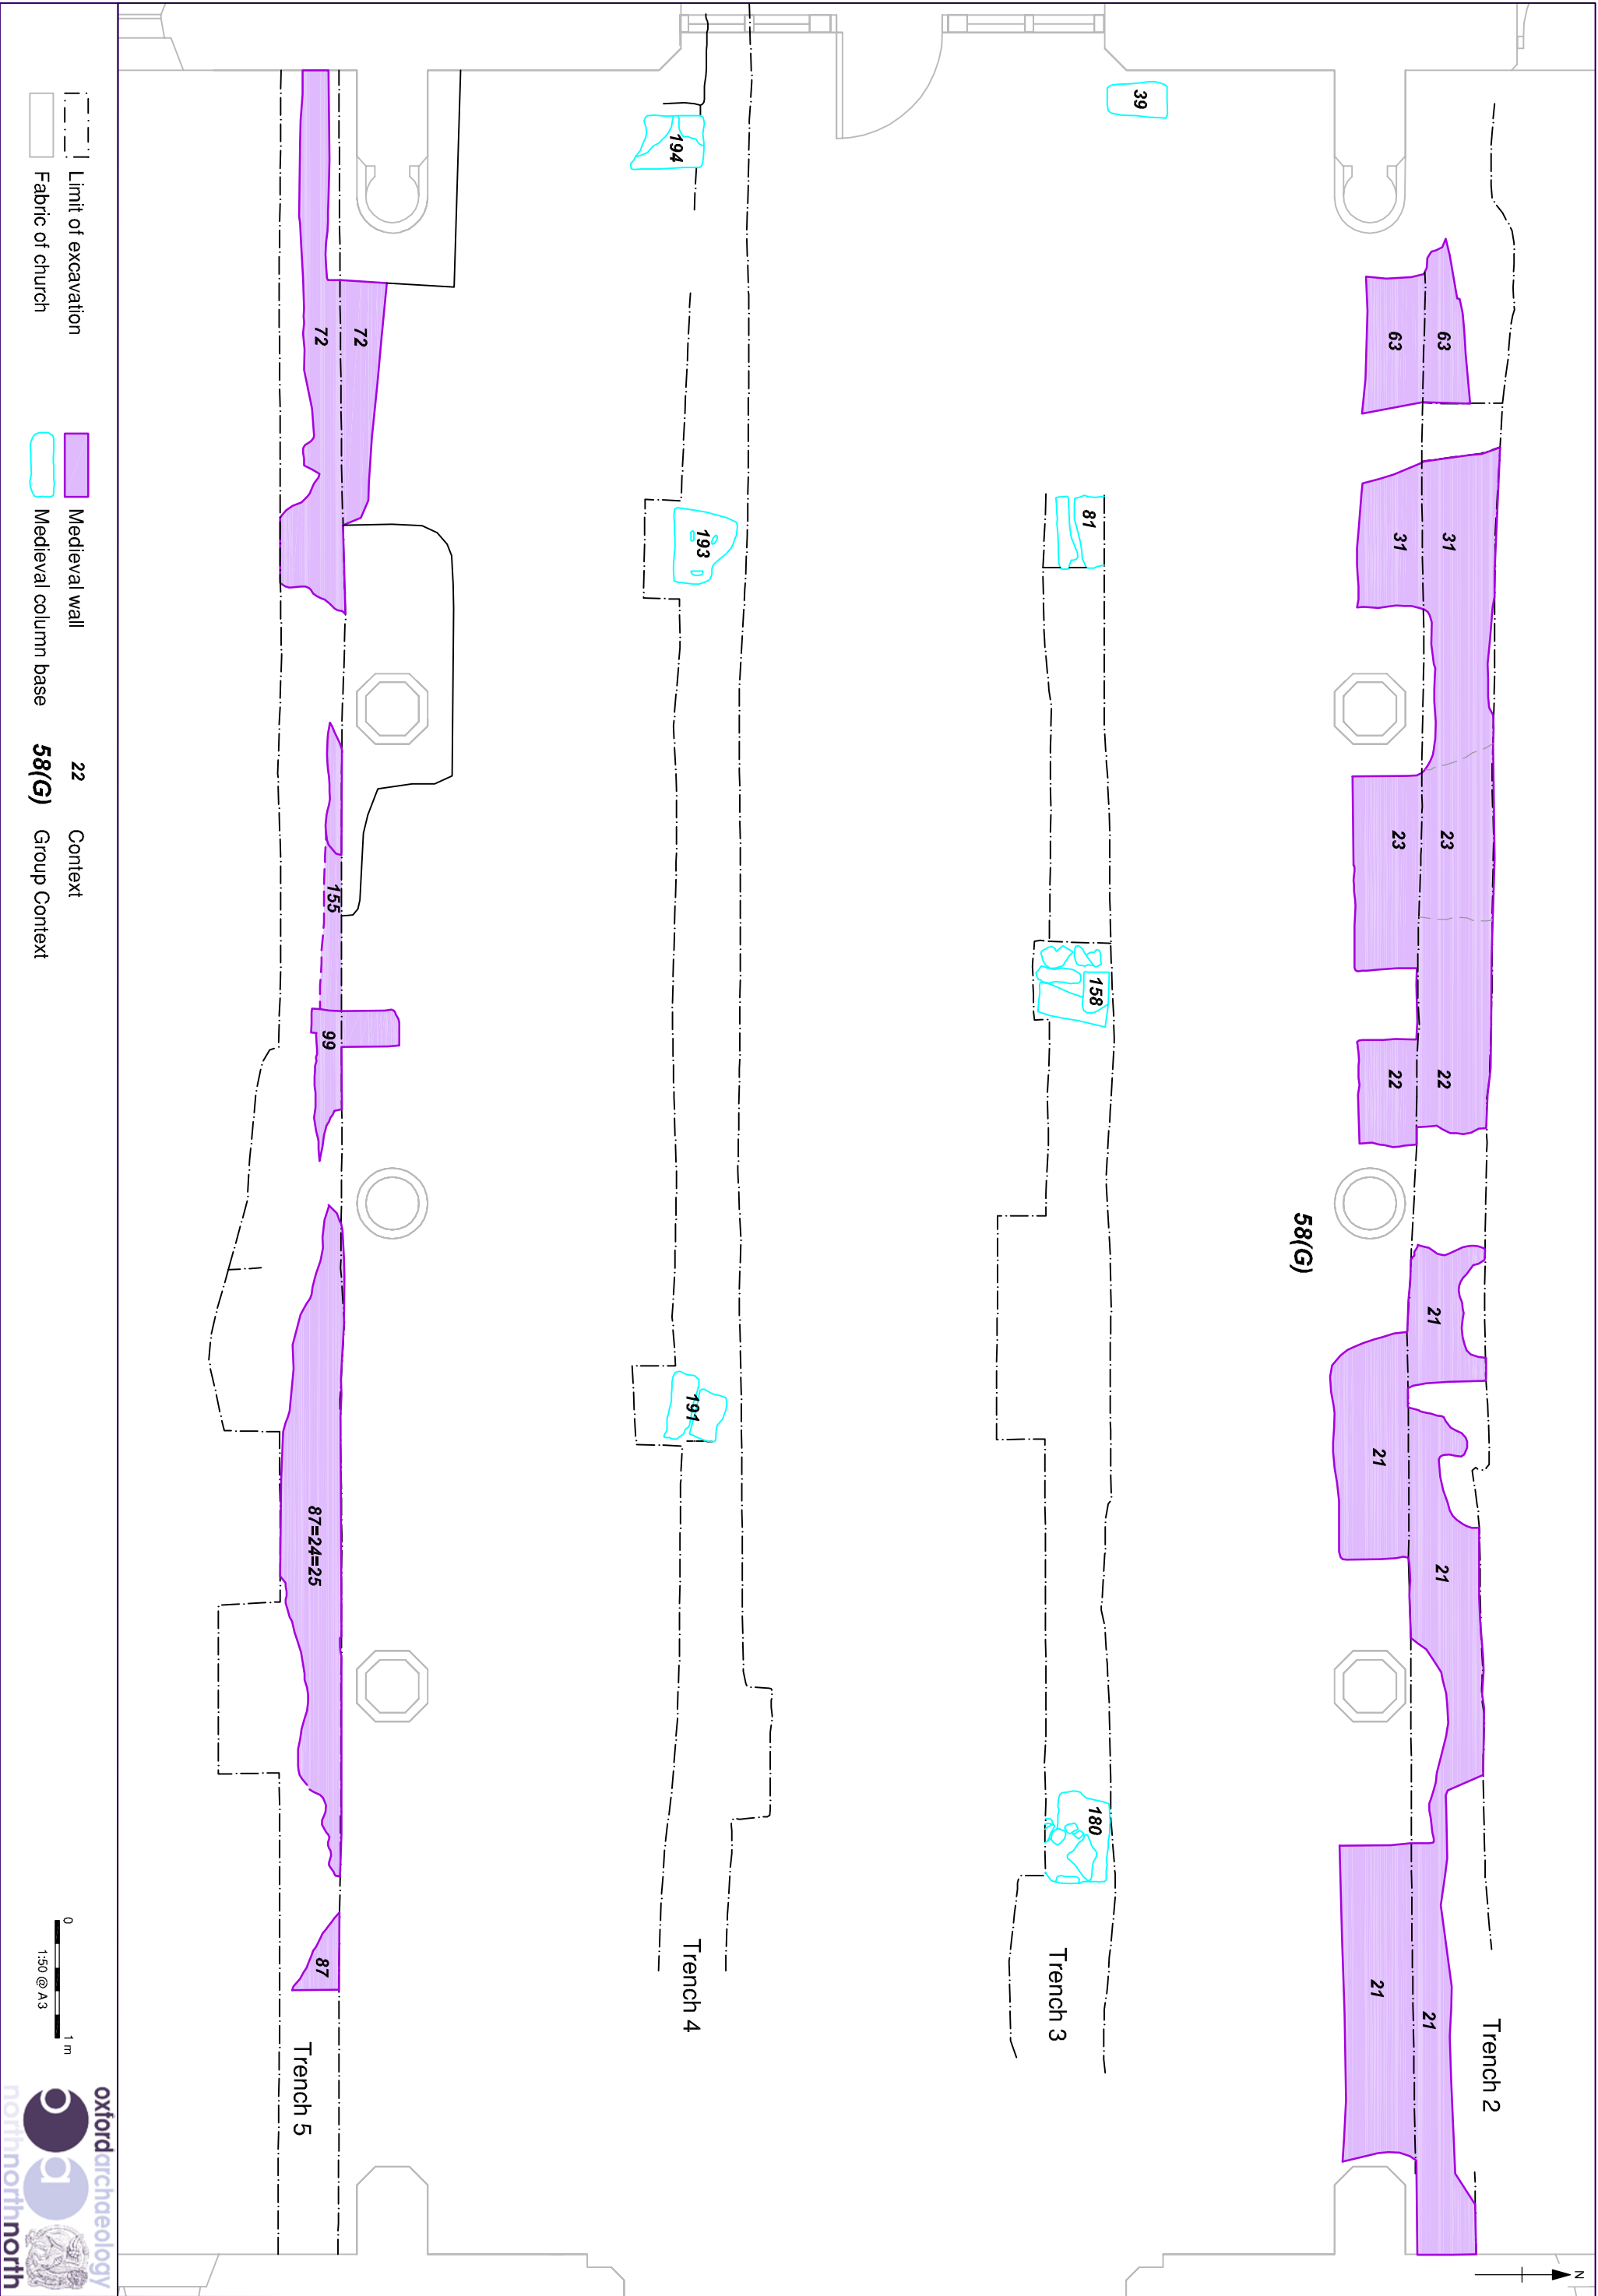 N
Trench 2
63
31
23
22
21
21
21
63
31
23
22
21
21
58(G)
39
81
158
180
Trench 3
194
193
191
Trench 4
72
72
155
99
87=24=25
87
Trench 5
Limit of excavation
Medieval wall
22 Context
Fabric of church
Medieval column base
58(G) Group Context
0 1 m
1:50 @ A3
oxfordarchaeology
northnorthnorth